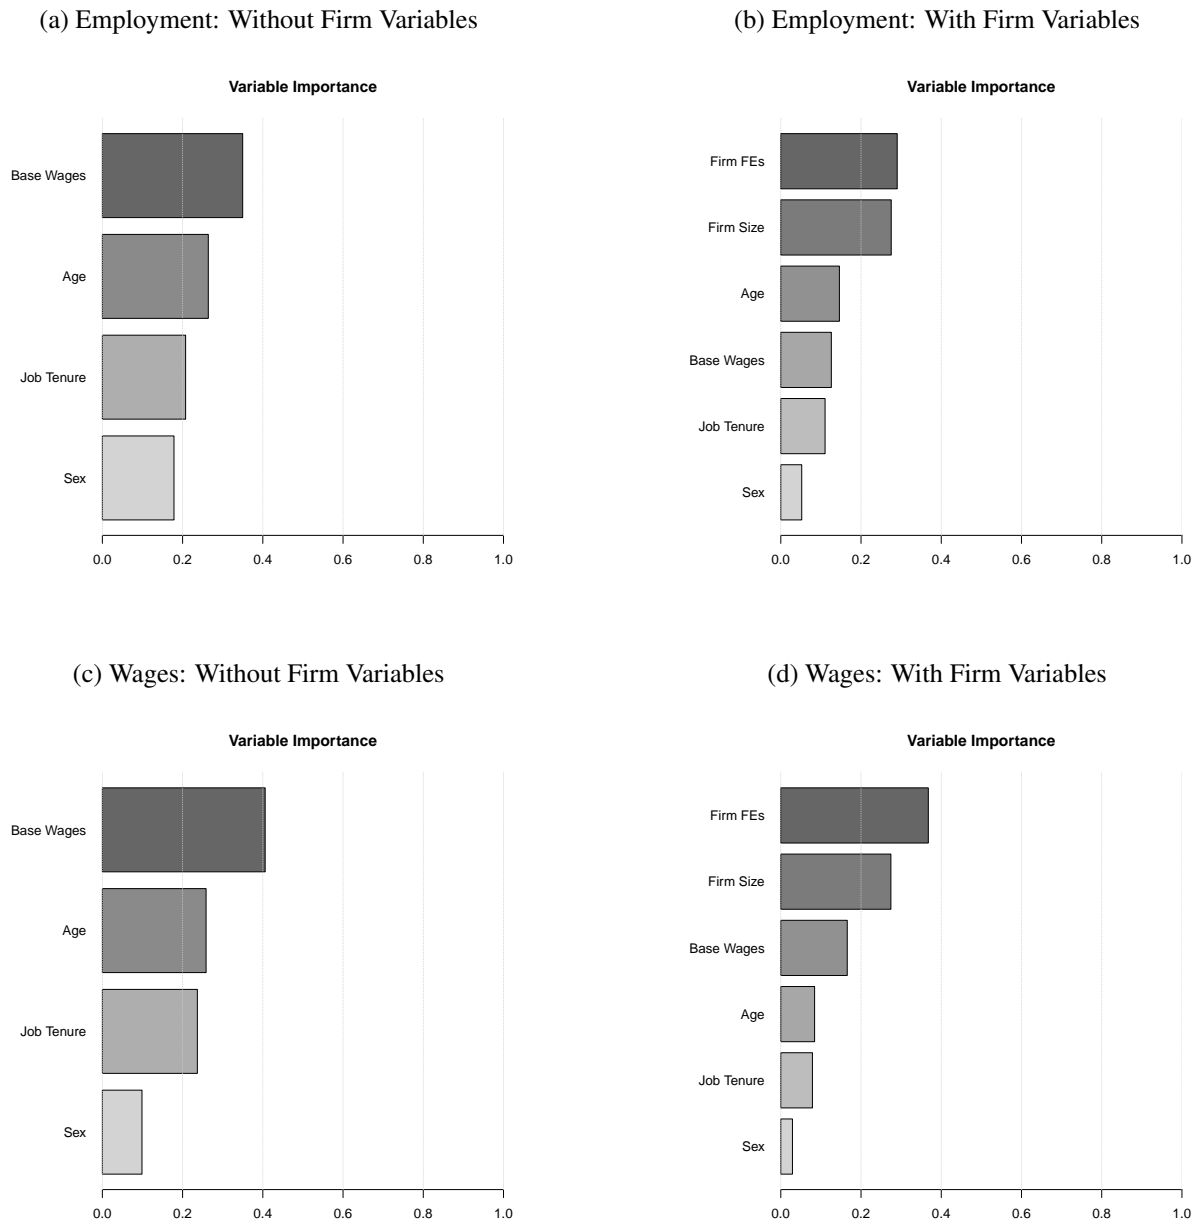 (a) Employment: Without Firm Variables
Variable Importance
Base Wages
Age
Job Tenure
Sex
0.0 0.2 0.4 0.6 0.8 1.0
(b) Employment: With Firm Variables
Variable Importance
Firm FEs
Firm Size
Age
Base Wages
Job Tenure
Sex
0.0 0.2 0.4 0.6 0.8 1.0
(c) Wages: Without Firm Variables
Variable Importance
Base Wages
Age
Job Tenure
Sex
0.0 0.2 0.4 0.6 0.8 1.0
(d) Wages: With Firm Variables
Variable Importance
Firm FEs
Firm Size
Base Wages
Age
Job Tenure
Sex
0.0 0.2 0.4 0.6 0.8 1.0